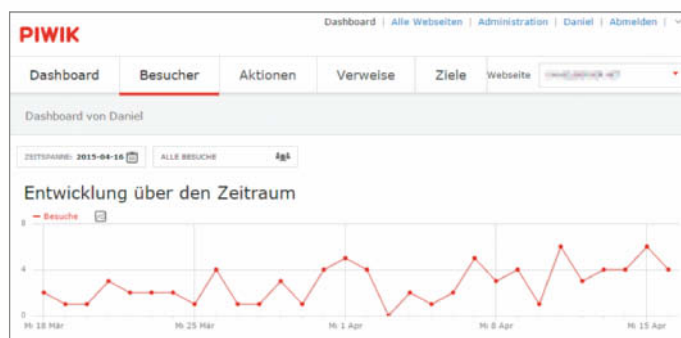 Dashboard | Alle Webseiten | Administration | Daniel | Abmelden |
PIWIK
Dashboard Besucher Aktionen Verweise Ziele Webseite
Dashboard von Daniel
ZEITSPANNE: 2015-04-16 ALLE BESUCHE
Entwicklung über den Zeitraum
Besuche
8
4
0
Mi 18 Mär Mi 25 Mär Mi 1 Apr Mi 8 Apr Mi 15 Apr